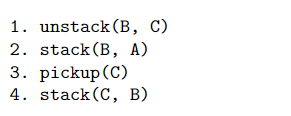 1. unstack(B, C)
2. stack(B, A)
3. pickup(C)
4. stack(C, B)